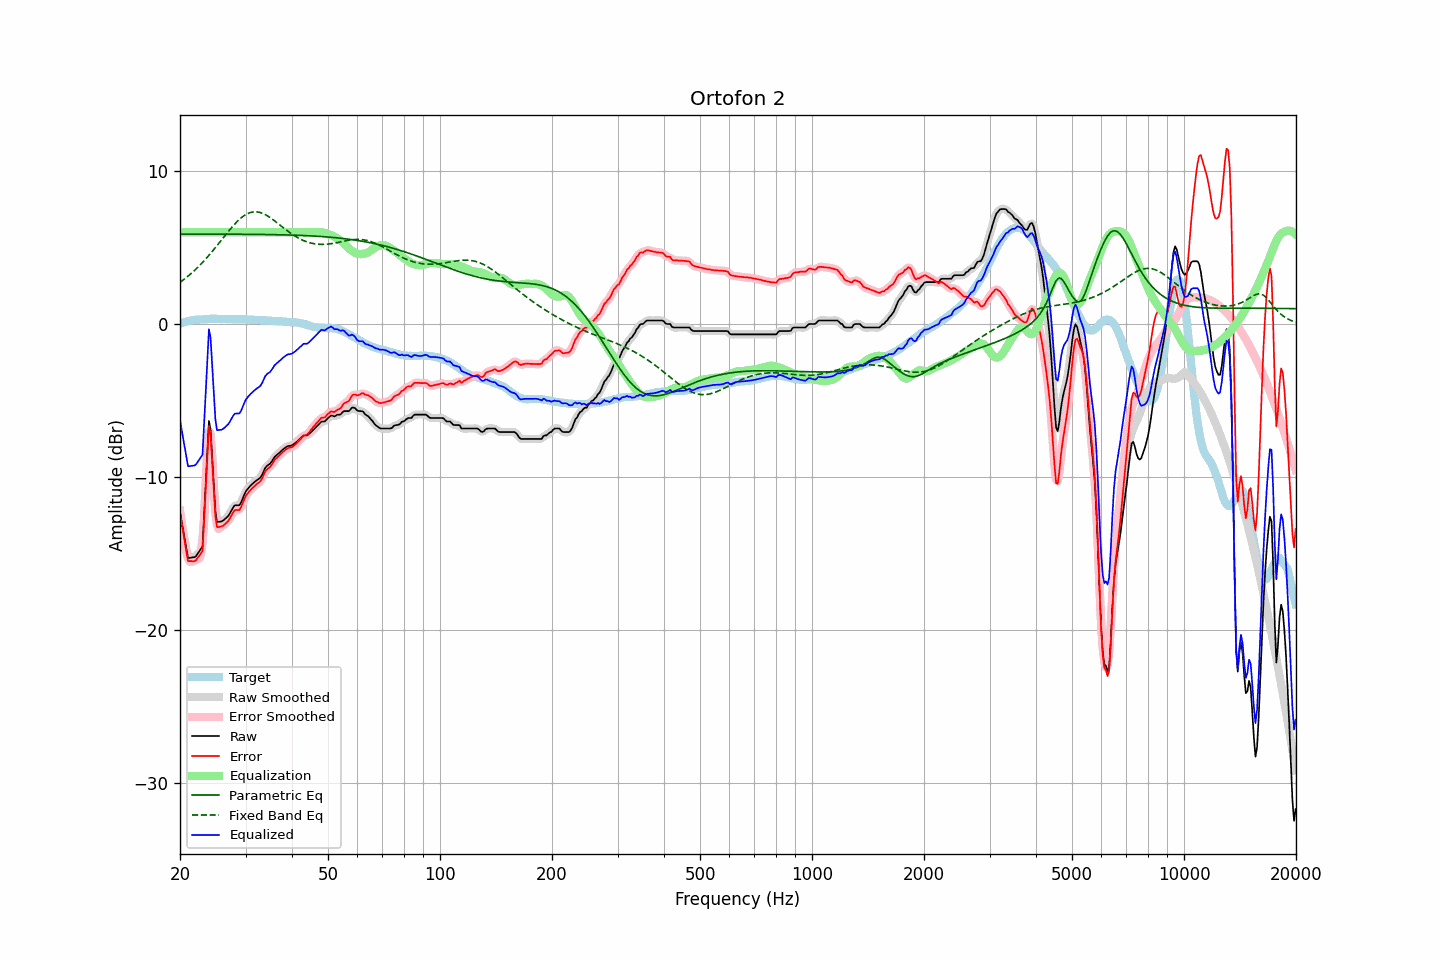 Ortofon 2
Amplitude (dBr)
10
0
−10
−20
−30
Target
Raw Smoothed
Error Smoothed
Raw
Error
Equalization
Parametric Eq
Fixed Band Eq
Equalized
20 50 100 200 500 1000 2000 5000 10000 20000
Frequency (Hz)